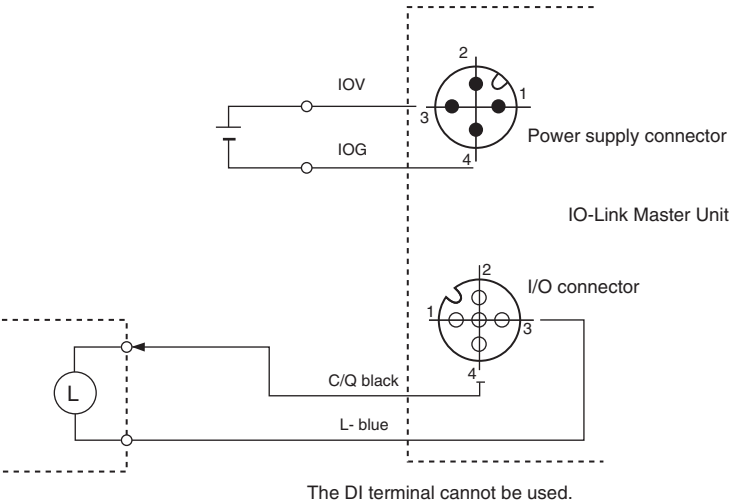 2
IOV
1
3
Power supply connector
IOG
4
IO-Link Master Unit
2
I/O connector
1
3
4
L
C/Q black
L- blue
The DI terminal cannot be used.